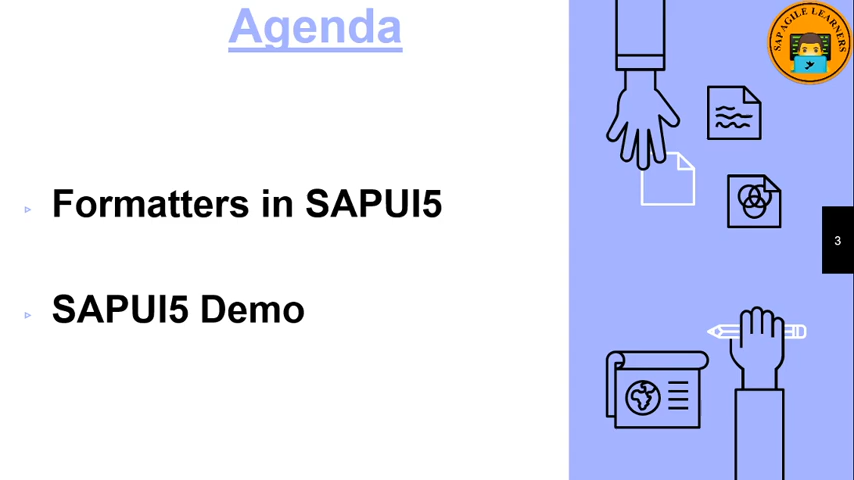 Agenda
SAP AGILE LEARNERS
Formatters in SAPUI5
3
SAPUI5 Demo